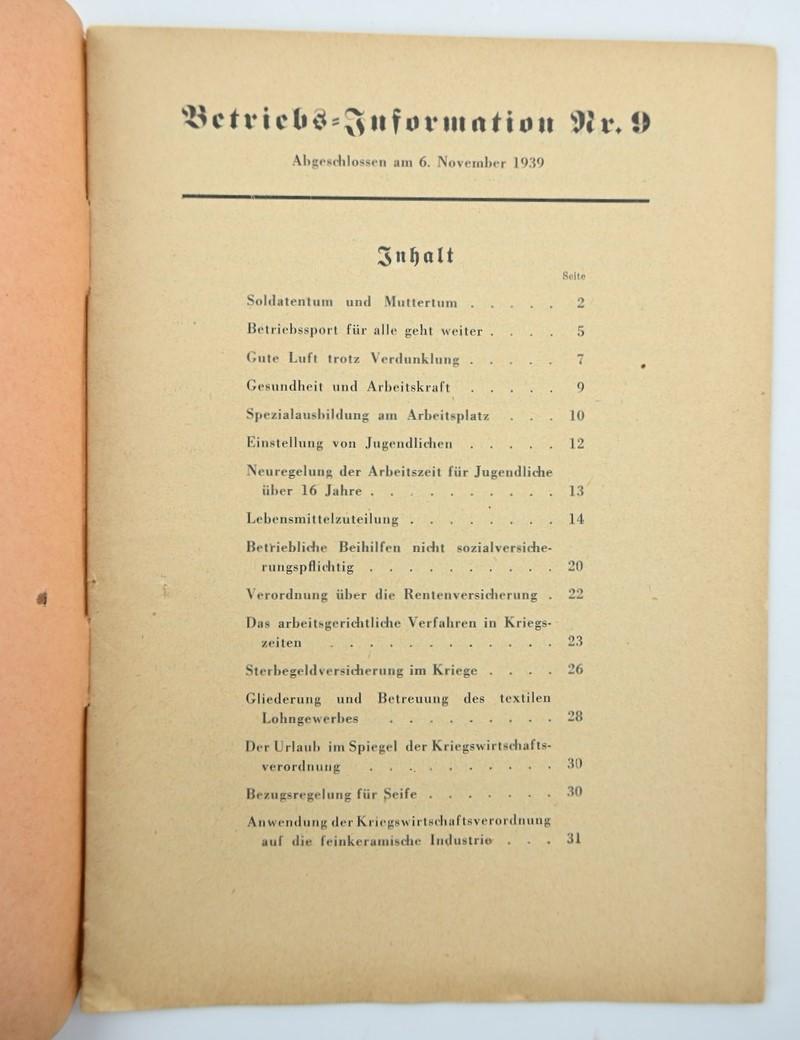 Betriebs=Information Nr. 9
Abgeschlossen am 6. November 1939
Inhalt
Seite
Soldatentum und Muttertum . . . . . 2
Betriebssport für alle geht weiter . . . . 5
Gute Luft trotz Verdunklung . . . . . 7
Gesundheit und Arbeitskraft . . . . . 9
Spezialausbildung am Arbeitsplatz . . . 10
Einstellung von Jugendlichen . . . . . 12
Neuregelung der Arbeitszeit für Jugendliche
über 16 Jahre . . . . . . . . . . 13
Lebensmittelzuteilung . . . . . . . . 14
Betriebliche Beihilfen nicht sozialversiche-
rungspflichtig . . . . . . . . . . 20
Verordnung über die Rentenversicherung . 22
Das arbeitsgerichtliche Verfahren in Kriegs-
zeiten . . . . . . . . . . . . 23
Sterbegeldversicherung im Kriege . . . . 26
Gliederung und Betreuung des textilen
Lohngewerbes . . . . . . . . . 28
Der Urlaub im Spiegel der Kriegswirtschafts-
verordnung . . . . . . . . . . 30
Bezugsregelung für Seife . . . . . . . 30
Anwendung der Kriegswirtschaftsverordnung
auf die feinkeramische Industrie . . . 31